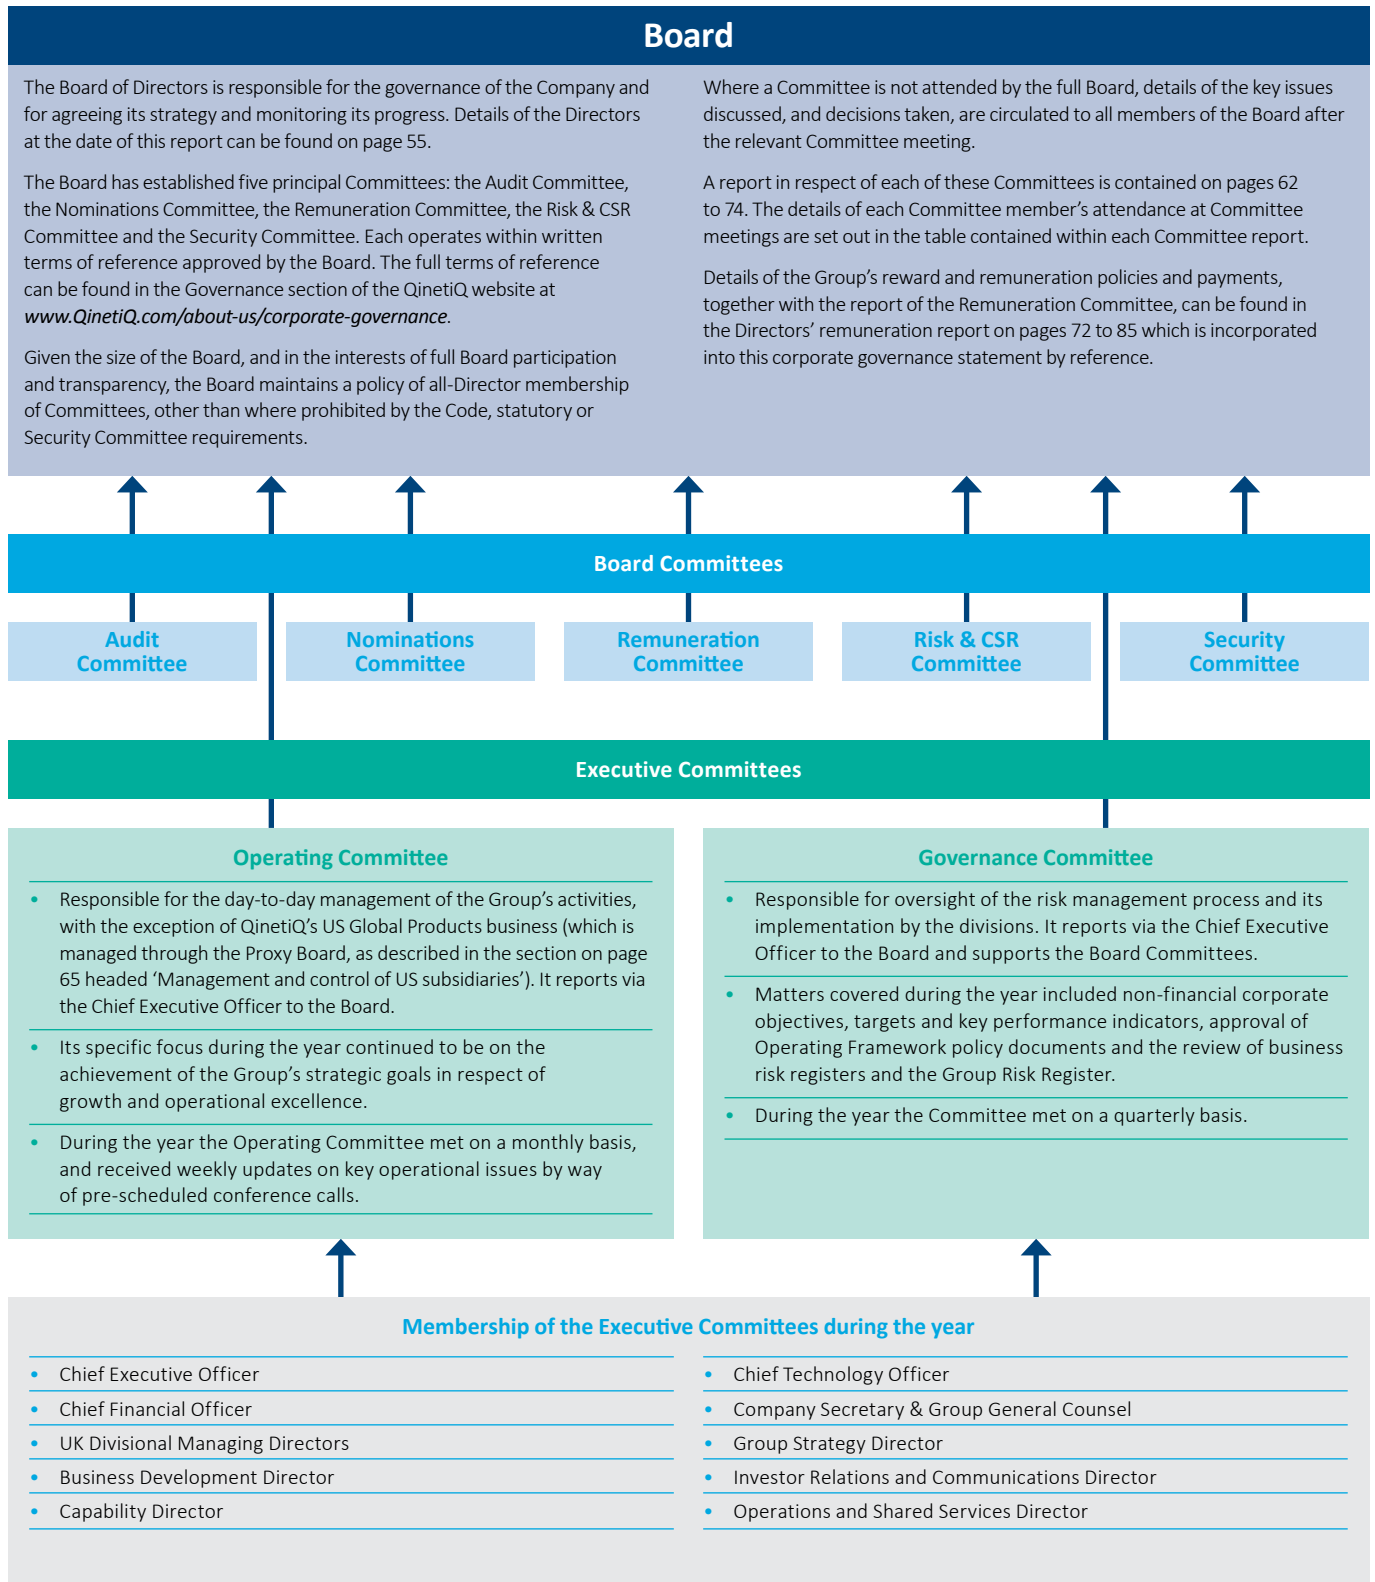 Board
The Board of Directors is responsible for the governance of the Company and
for agreeing its strategy and monitoring its progress. Details of the Directors
at the date of this report can be found on page 55.
The Board has established five principal Committees: the Audit Committee,
the Nominations Committee, the Remuneration Committee, the Risk & CSR
Committee and the Security Committee. Each operates within written
terms of reference approved by the Board. The full terms of reference
can be found in the Governance section of the QinetiQ website at
www.QinetiQ.com/about-us/corporate-governance.
Given the size of the Board, and in the interests of full Board participation
and transparency, the Board maintains a policy of all-Director membership
of Committees, other than where prohibited by the Code, statutory or
Security Committee requirements.
Where a Committee is not attended by the full Board, details of the key issues
discussed, and decisions taken, are circulated to all members of the Board after
the relevant Committee meeting.
A report in respect of each of these Committees is contained on pages 62
to 74. The details of each Committee member’s attendance at Committee
meetings are set out in the table contained within each Committee report.
Details of the Group’s reward and remuneration policies and payments,
together with the report of the Remuneration Committee, can be found in
the Directors’ remuneration report on pages 72 to 85 which is incorporated
into this corporate governance statement by reference.
Board Committees
Audit
Committee
Nominations
Committee
Remuneration
Committee
Risk & CSR
Committee
Security
Committee
Executive Committees
Operating Committee
• Responsible for the day-to-day management of the Group’s activities,
with the exception of QinetiQ’s US Global Products business (which is
managed through the Proxy Board, as described in the section on page
65 headed ‘Management and control of US subsidiaries’). It reports via
the Chief Executive Officer to the Board.
• Its specific focus during the year continued to be on the
achievement of the Group’s strategic goals in respect of
growth and operational excellence.
• During the year the Operating Committee met on a monthly basis,
and received weekly updates on key operational issues by way
of pre-scheduled conference calls.
Governance Committee
• Responsible for oversight of the risk management process and its
implementation by the divisions. It reports via the Chief Executive
Officer to the Board and supports the Board Committees.
• Matters covered during the year included non-financial corporate
objectives, targets and key performance indicators, approval of
Operating Framework policy documents and the review of business
risk registers and the Group Risk Register.
• During the year the Committee met on a quarterly basis.
Membership of the Executive Committees during the year
• Chief Executive Officer
• Chief Financial Officer
• UK Divisional Managing Directors
• Business Development Director
• Capability Director
• Chief Technology Officer
• Company Secretary & Group General Counsel
• Group Strategy Director
• Investor Relations and Communications Director
• Operations and Shared Services Director